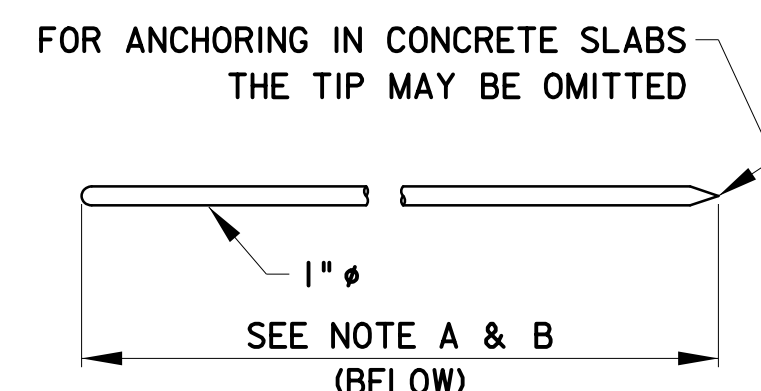 FOR ANCHORING IN CONCRETE SLABS
THE TIP MAY BE OMITTED
1" ø
SEE NOTE A & B
(BELOW)